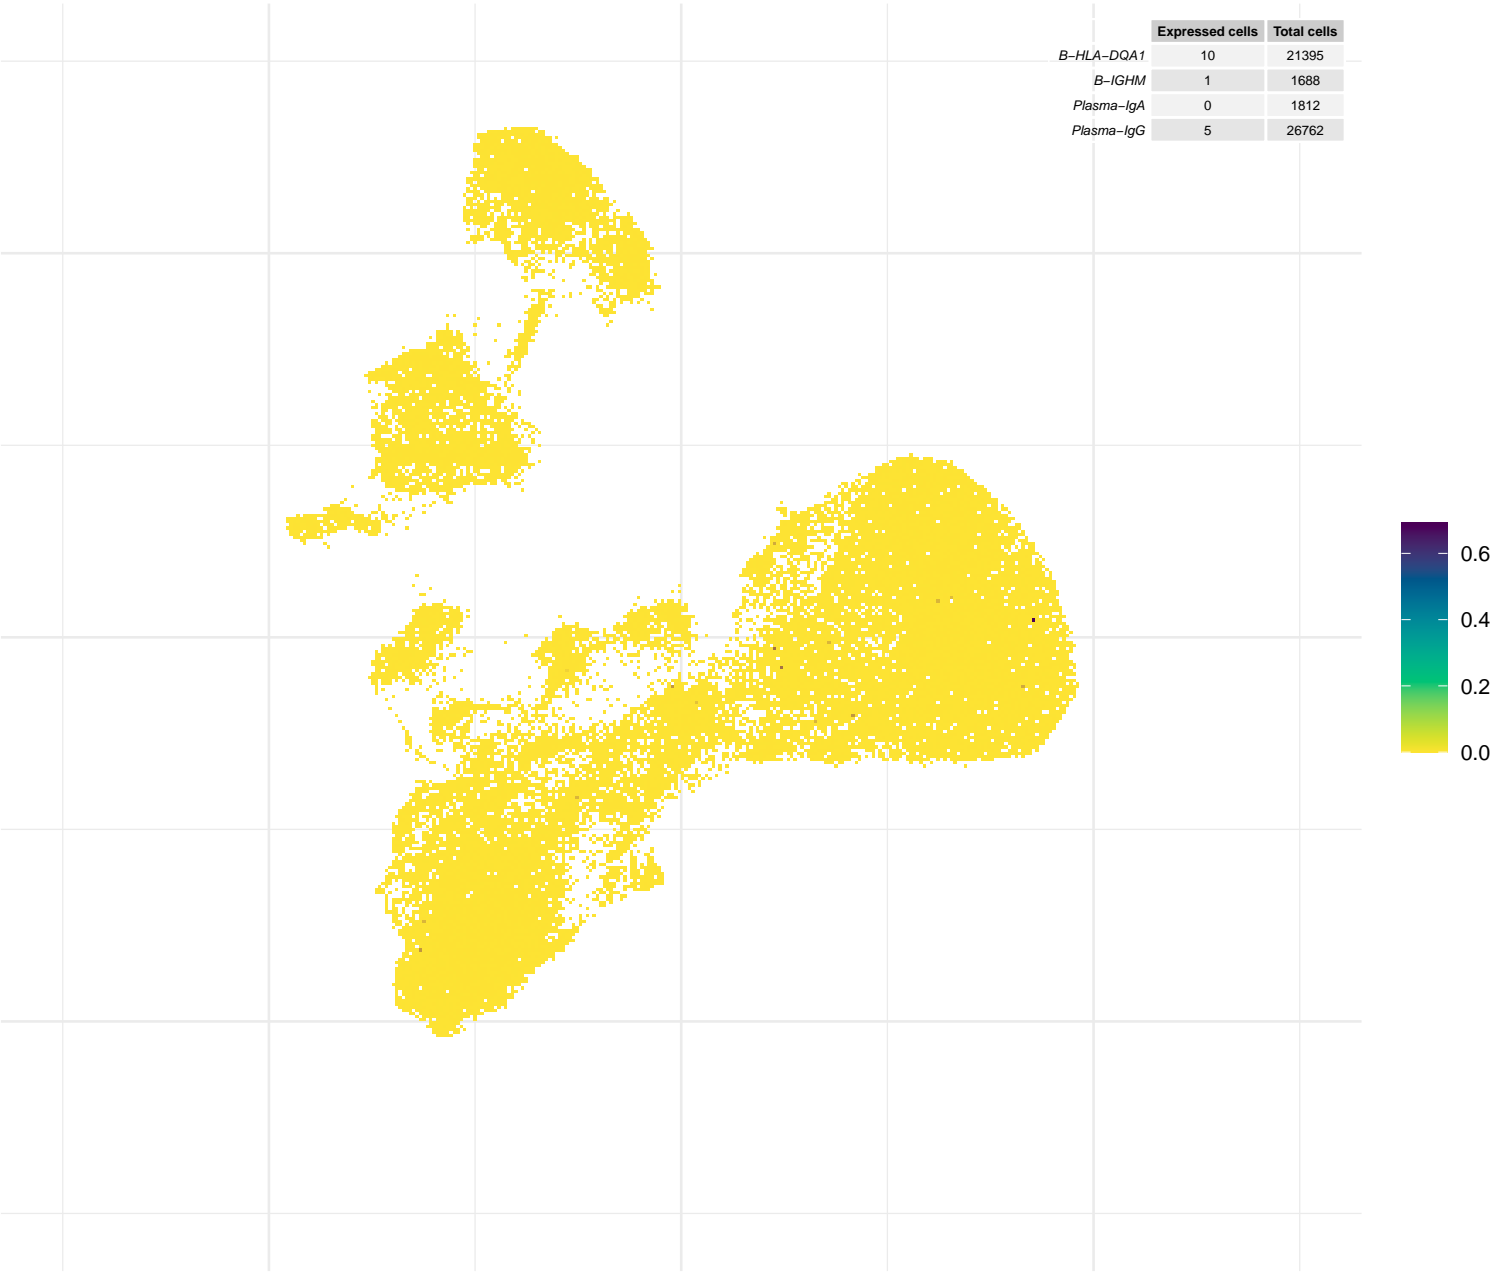 Expressed cells Total cells
B−HLA−DQA1 10 21395
B−IGHM 1 1688
Plasma−IgA 0 1812
Plasma−IgG 5 26762
0.6
0.4
0.2
0.0